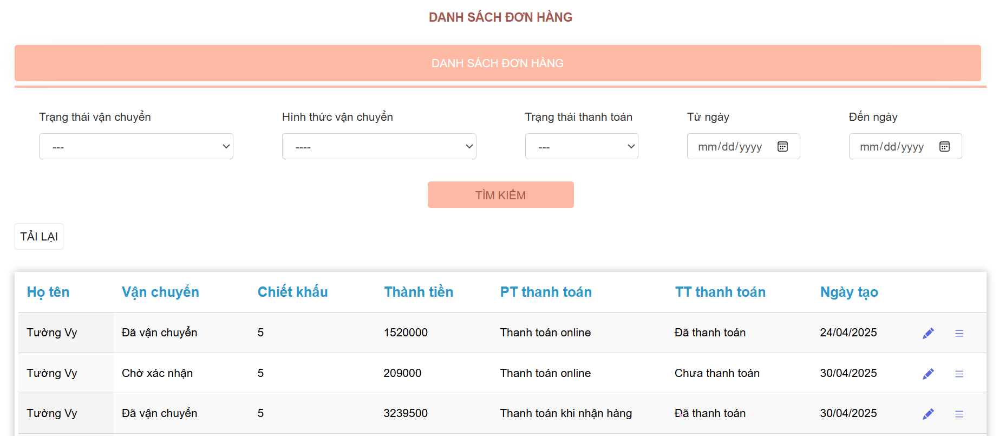 DANH SÁCH ĐƠN HÀNG
DANH SÁCH ĐƠN HÀNG
Trạng thái vận chuyển Hình thức vận chuyển Trạng thái thanh toán Từ ngày Đến ngày
--- ---- --- mm/dd/yyyy mm/dd/yyyy
TÌM KIẾM
TẢI LẠI
Họ tên Vận chuyển Chiết khấu Thành tiền PT thanh toán TT thanh toán Ngày tạo
Tường Vy Đã vận chuyển 5 1520000 Thanh toán online Đã thanh toán 24/04/2025
Tường Vy Chờ xác nhận 5 209000 Thanh toán online Chưa thanh toán 30/04/2025
Tường Vy Đã vận chuyển 5 3239500 Thanh toán khi nhận hàng Đã thanh toán 30/04/2025